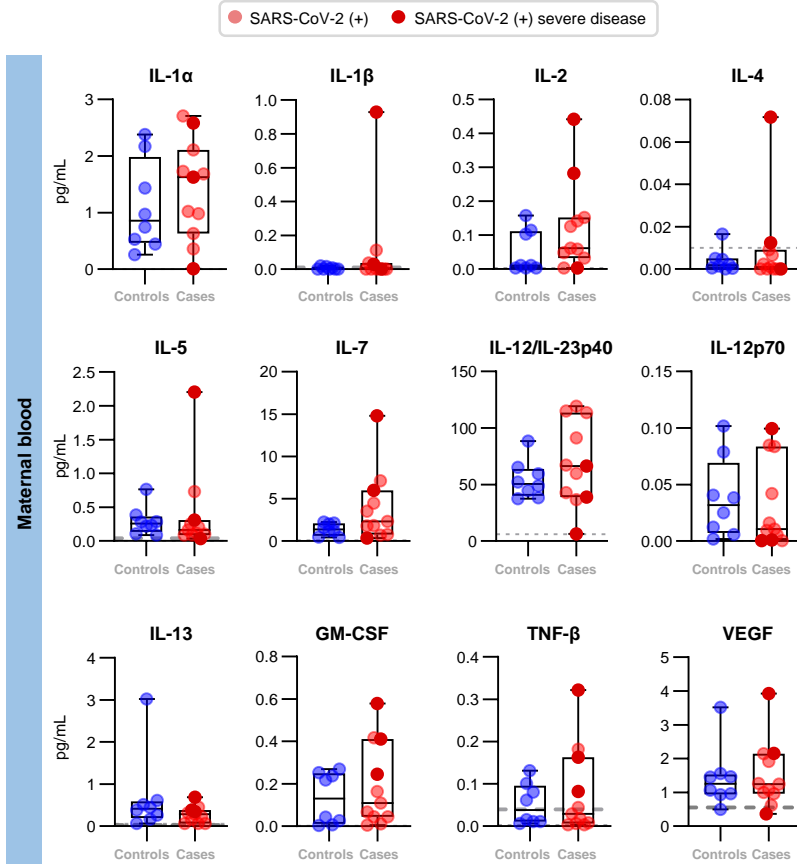 SARS-CoV-2 (+) SARS-CoV-2 (+) severe disease
Maternal blood
IL-1α IL-1β IL-2 IL-4
pg/mL
3 1.0 0.5 0.08
0.8 0.4
2 0.6 0.3 0.06
0.4 0.2 0.04
1 0.2 0.1 0.02
0 0.0 0.0 0.00
Controls Cases Controls Cases Controls Cases Controls Cases
IL-5 IL-7 IL-12/IL-23p40 IL-12p70
pg/mL
2.5 20 150 0.15
2.0 15
1.5 100 0.10
1.0 10 50 0.05
0.5 5
0.0 0 0 0.00
Controls Cases Controls Cases Controls Cases Controls Cases
IL-13 GM-CSF TNF-β VEGF
pg/mL
4 0.8 0.4 6
5
3 0.6 0.3 4
2 0.4 0.2 3
2
1 0.2 0.1 1
0 0.0 0.0 0
Controls Cases Controls Cases Controls Cases Controls Cases